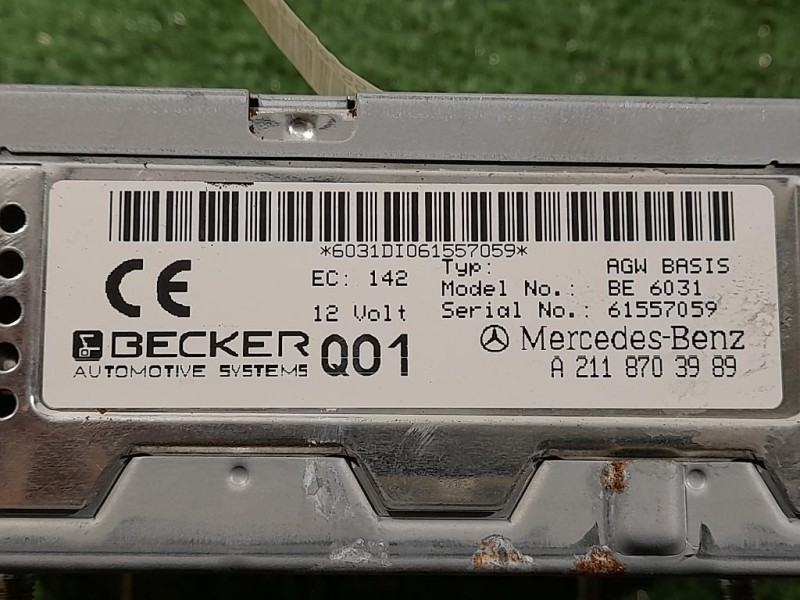 *6031DI061557059*
EC: 142
12 Volt
Typ: AGW BASIS
Model No.: BE 6031
Serial No.: 61557059
CE
BECKER
AUTOMOTIVE SYSTEMS
Q01
Mercedes-Benz
A 211 870 39 89